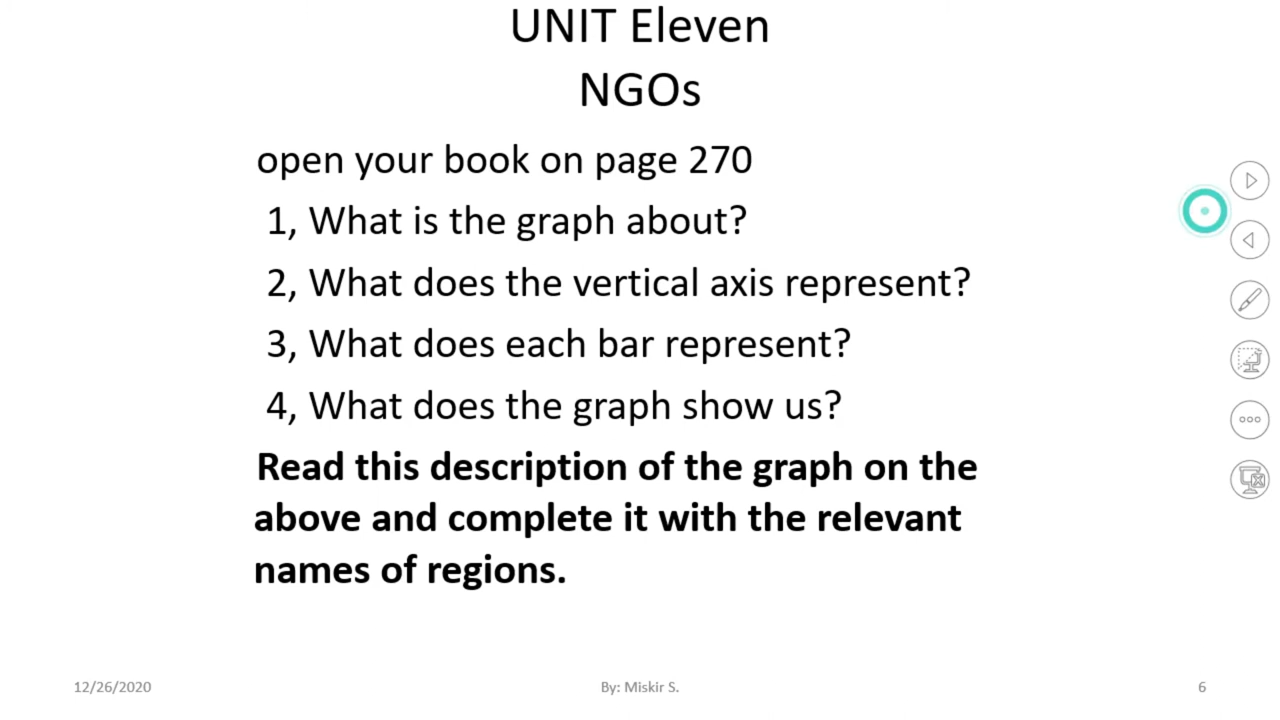 UNIT Eleven
NGOs
open your book on page 270
1, What is the graph about?
2, What does the vertical axis represent?
3, What does each bar represent?
4, What does the graph show us?
Read this description of the graph on the
above and complete it with the relevant
names of regions.
12/26/2020
By: Miskir S.
6